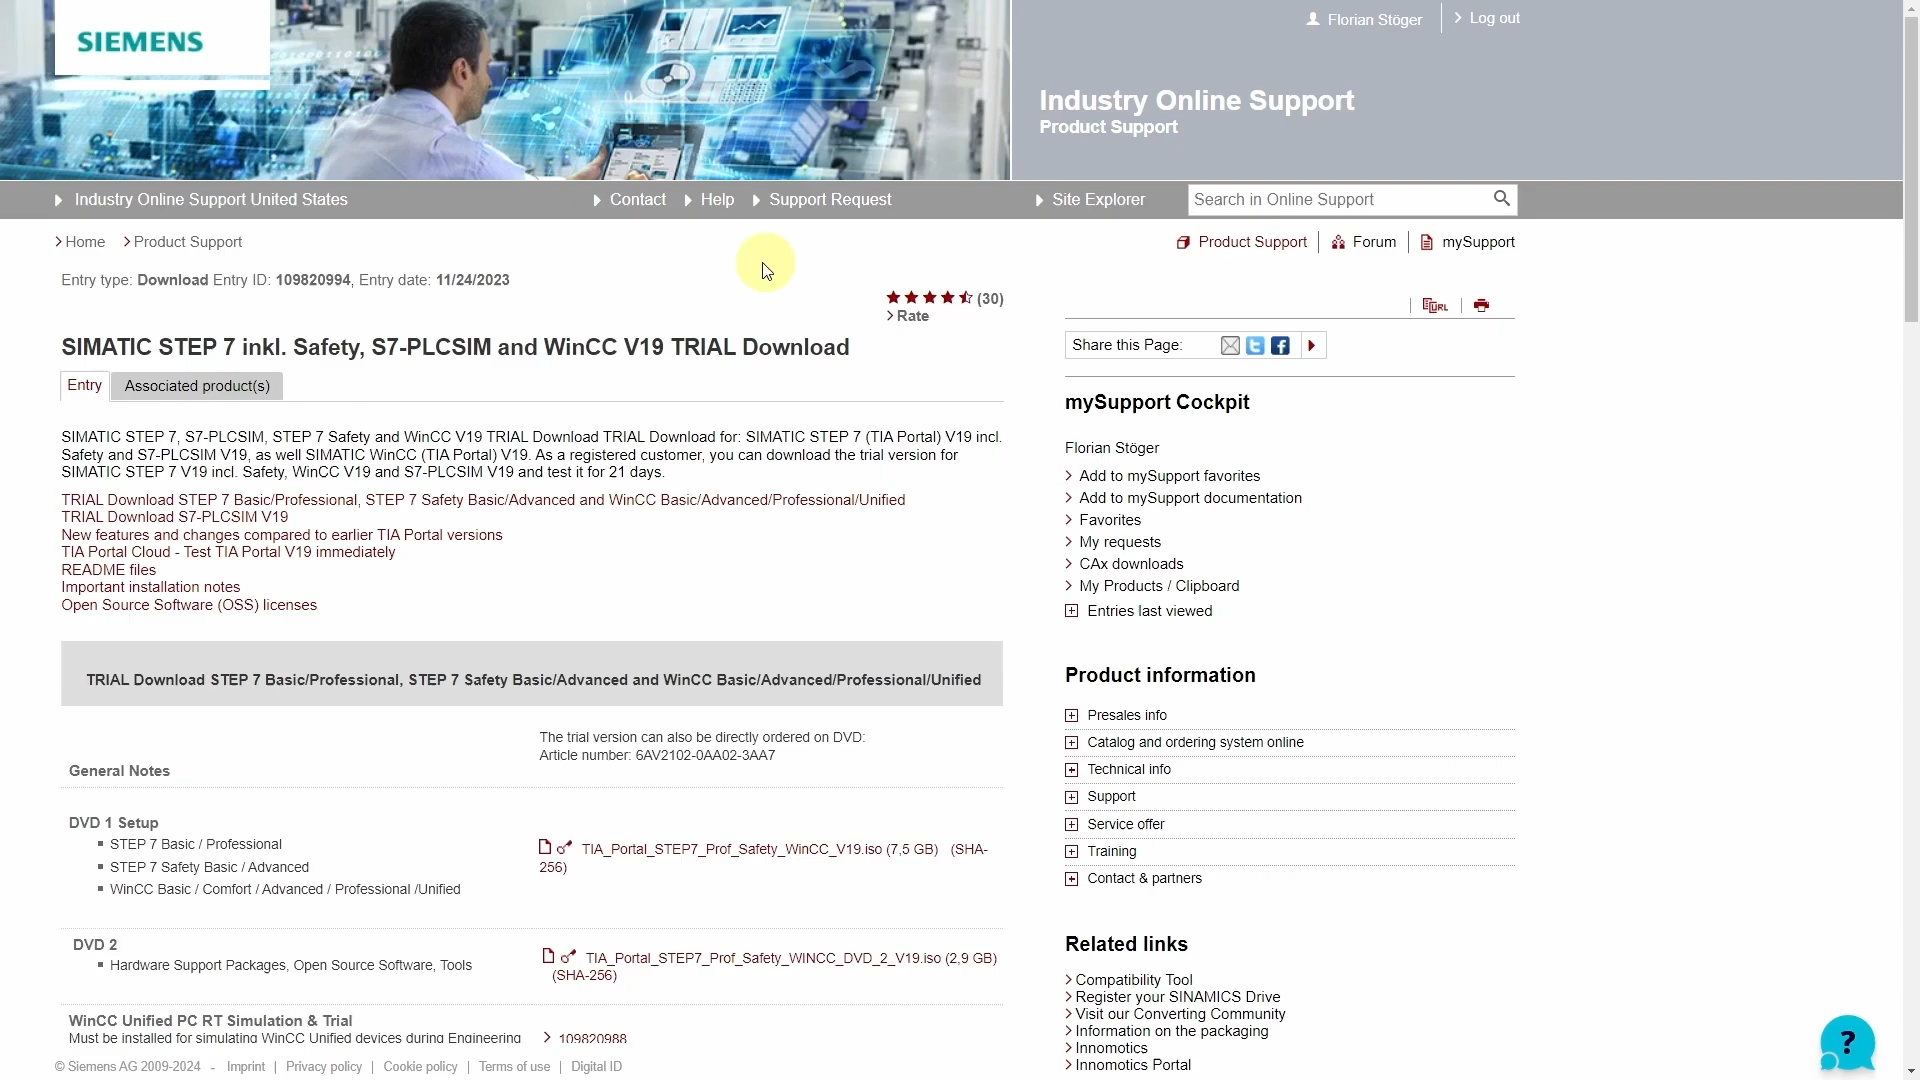 SIEMENS
Florian Stöger
Log out
Industry Online Support
Product Support
Industry Online Support United States
Contact
Help
Support Request
Site Explorer
Search in Online Support
Home
Product Support
Product Support
Forum
mySupport
Entry type: Download Entry ID: 109820994, Entry date: 11/24/2023
(30)
Rate
SIMATIC STEP 7 inkl. Safety, S7-PLCSIM and WinCC V19 TRIAL Download
Entry
Associated product(s)
SIMATIC STEP 7, S7-PLCSIM, STEP 7 Safety and WinCC V19 TRIAL Download TRIAL Download for: SIMATIC STEP 7 (TIA Portal) V19 incl.
Safety and S7-PLCSIM V19, as well SIMATIC WinCC (TIA Portal) V19. As a registered customer, you can download the trial version for
SIMATIC STEP 7 V19 incl. Safety, WinCC V19 and S7-PLCSIM V19 and test it for 21 days.
TRIAL Download STEP 7 Basic/Professional, STEP 7 Safety Basic/Advanced and WinCC Basic/Advanced/Professional/Unified
TRIAL Download S7-PLCSIM V19
New features and changes compared to earlier TIA Portal versions
TIA Portal Cloud - Test TIA Portal V19 immediately
README files
Important installation notes
Open Source Software (OSS) licenses
TRIAL Download STEP 7 Basic/Professional, STEP 7 Safety Basic/Advanced and WinCC Basic/Advanced/Professional/Unified
General Notes
The trial version can also be directly ordered on DVD:
Article number: 6AV2102-0AA02-3AA7
DVD 1 Setup
STEP 7 Basic / Professional
STEP 7 Safety Basic / Advanced
WinCC Basic / Comfort / Advanced / Professional /Unified
TIA_Portal_STEP7_Prof_Safety_WinCC_V19.iso (7,5 GB) (SHA-
256)
DVD 2
Hardware Support Packages, Open Source Software, Tools
TIA_Portal_STEP7_Prof_Safety_WINCC_DVD_2_V19.iso (2,9 GB)
(SHA-256)
WinCC Unified PC RT Simulation & Trial
Must be installed for simulating WinCC Unified devices during Engineering
109820988
URL
Share this Page:
mySupport Cockpit
Florian Stöger
Add to mySupport favorites
Add to mySupport documentation
Favorites
My requests
CAx downloads
My Products / Clipboard
Entries last viewed
Product information
Presales info
Catalog and ordering system online
Technical info
Support
Service offer
Training
Contact & partners
Related links
Compatibility Tool
Register your SINAMICS Drive
Visit our Converting Community
Information on the packaging
Innomotics
Innomotics Portal
© Siemens AG 2009-2024 - Imprint | Privacy policy | Cookie policy | Terms of use | Digital ID
?